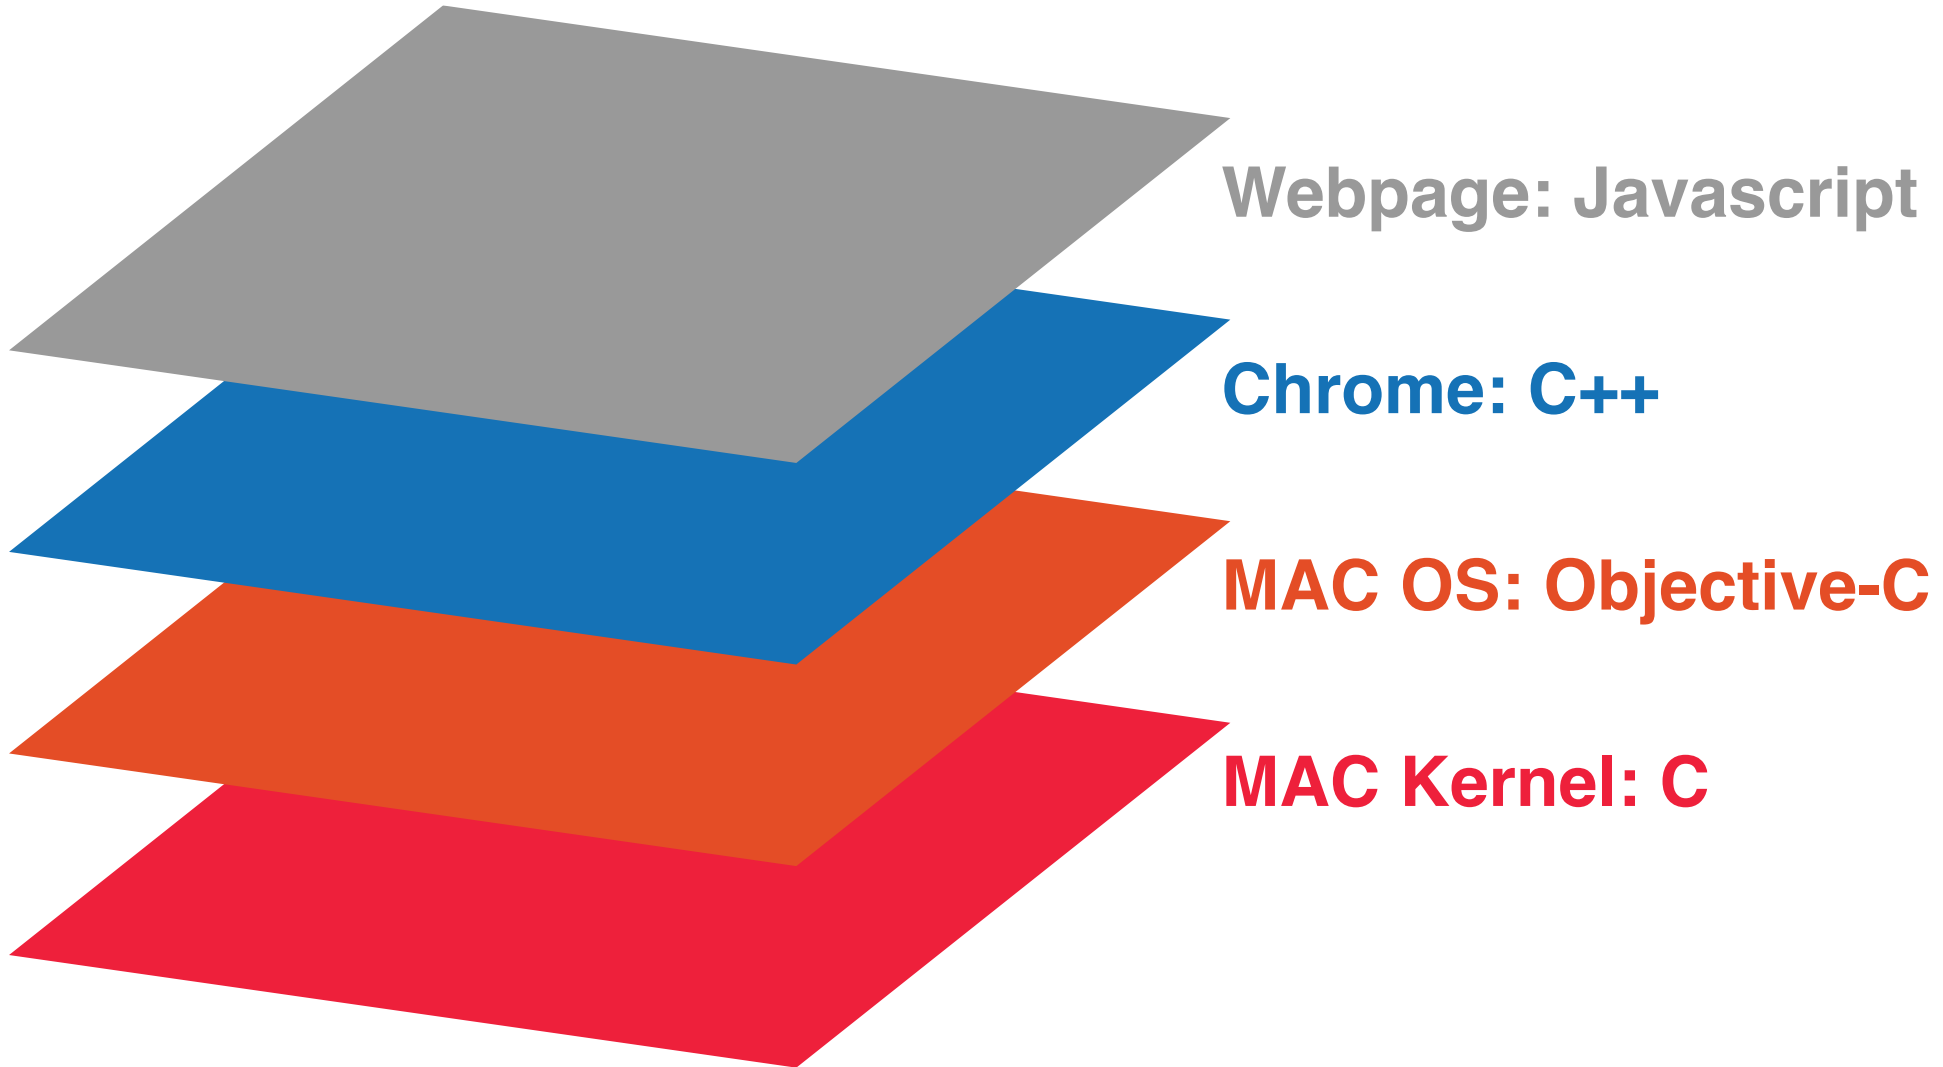 Webpage: Javascript
Chrome: C++
MAC OS: Objective-C
MAC Kernel: C